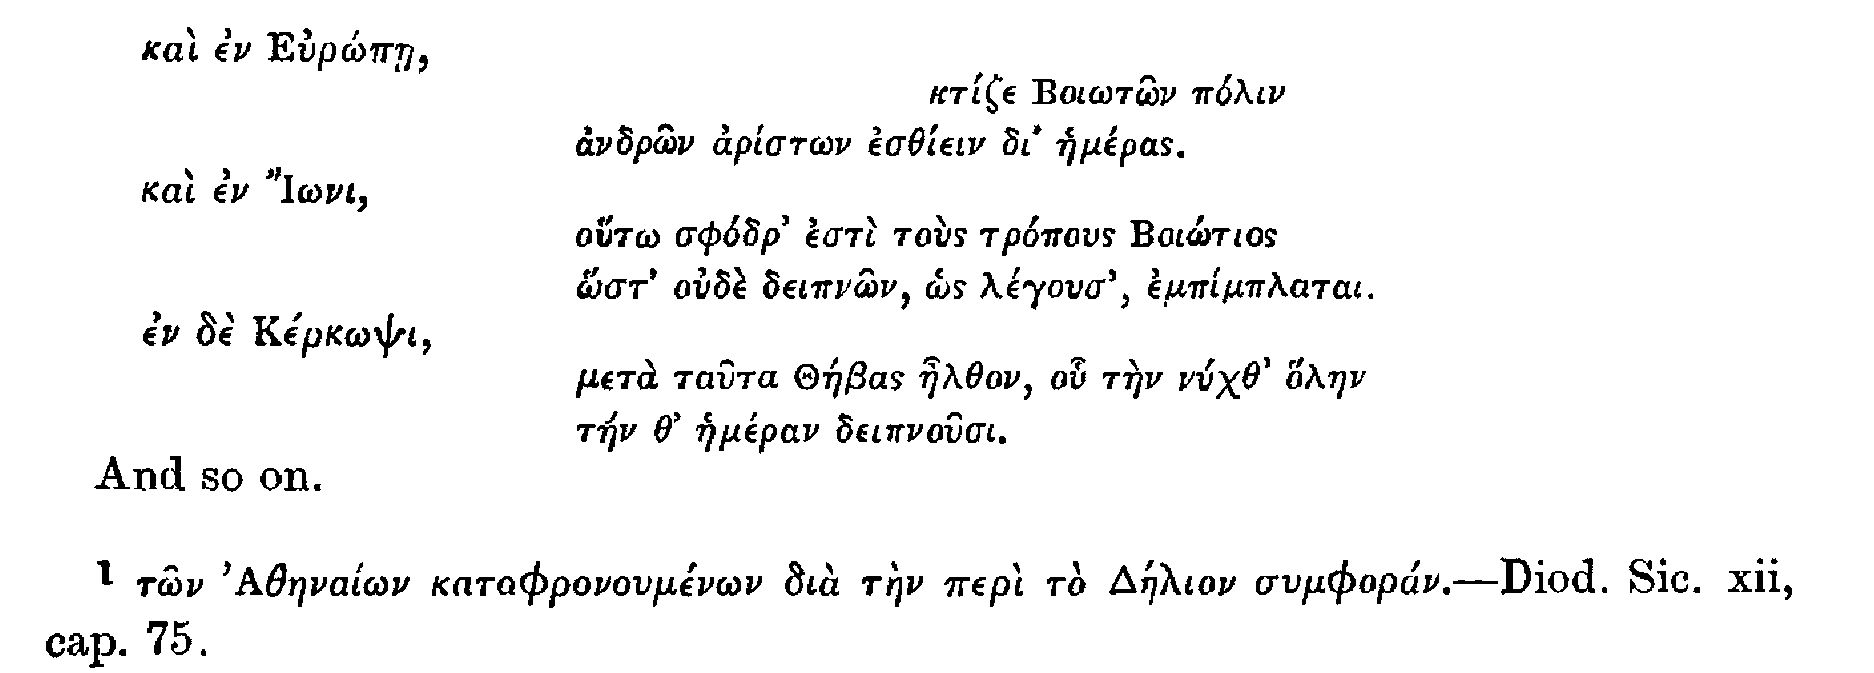 καὶ ἐν Εὐρώπῃ,
κτίζε Βοιωτῶν πόλιν
ἀνδρῶν ἀρίστων ἐσθίειν δι' ἡμέρας.
καὶ ἐν Ἴωνι,
οὕτω σφόδρ' ἐστὶ τοὺς τρόπους Βοιώτιος
ὥστ' οὐδὲ δειπνῶν, ὡς λέγουσ', ἐμπίμπλαται.
ἐν δὲ Κέρκωψι,
μετὰ ταῦτα Θήβας ἦλθον, οὗ τὴν νύχθ' ὅλην
τήν θ' ἡμέραν δειπνοῦσι.
And so on.
1 τῶν Ἀθηναίων καταφρονουμένων διὰ τὴν περὶ τὸ Δήλιον συμφοράν.—Diod. Sic. xii,
cap. 75.